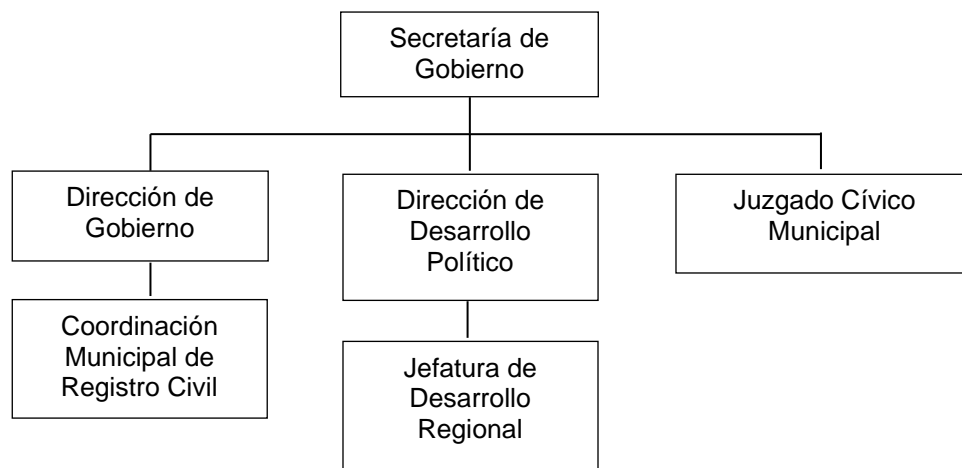 Secretaría de
Gobierno
Dirección de
Gobierno
Dirección de
Desarrollo
Político
Juzgado Cívico
Municipal
Coordinación
Municipal de
Registro Civil
Jefatura de
Desarrollo
Regional